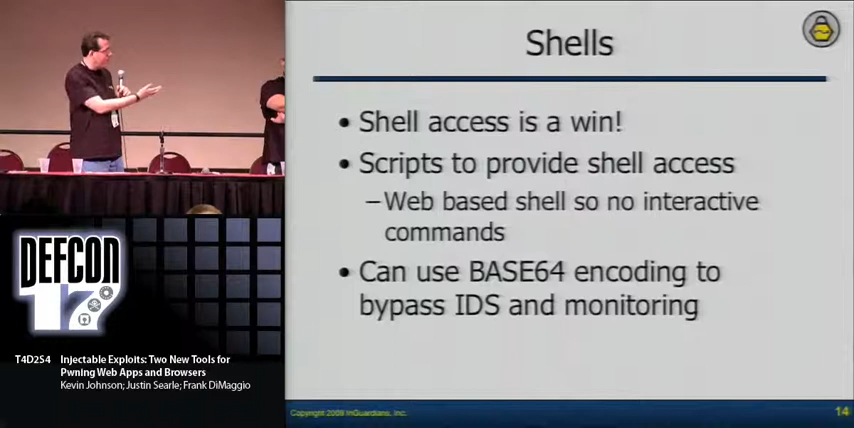 Shells
• Shell access is a win!
• Scripts to provide shell access
–Web based shell so no interactive
commands
• Can use BASE64 encoding to
bypass IDS and monitoring
DEFCON
17
T4D2S4 Injectable Exploits: Two New Tools for
Pwning Web Apps and Browsers
Kevin Johnson; Justin Searle; Frank DiMaggio
Copyright 2009 InGuardians, Inc.
14